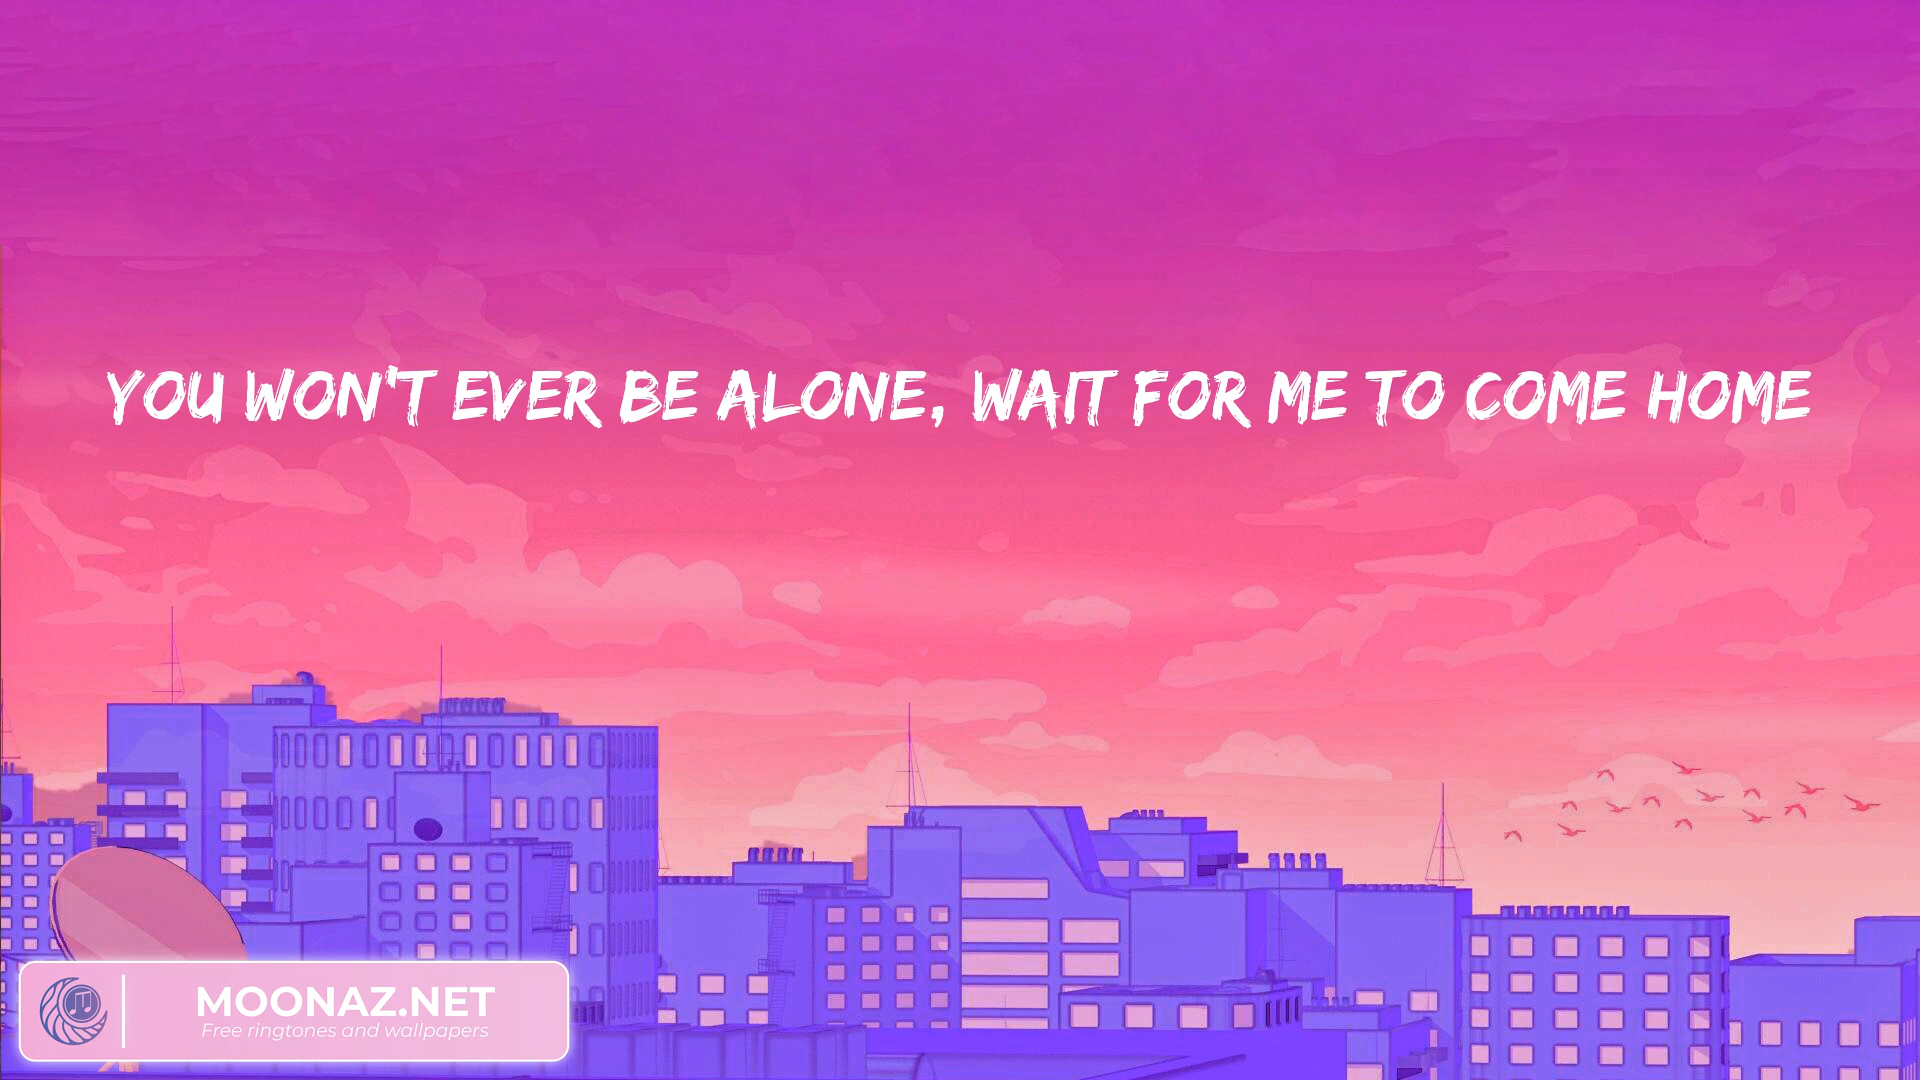 YOU WON'T EVER BE ALONE, WAIT FOR ME TO COME HOME
MOONAZ.NET
Free ringtones and wallpapers